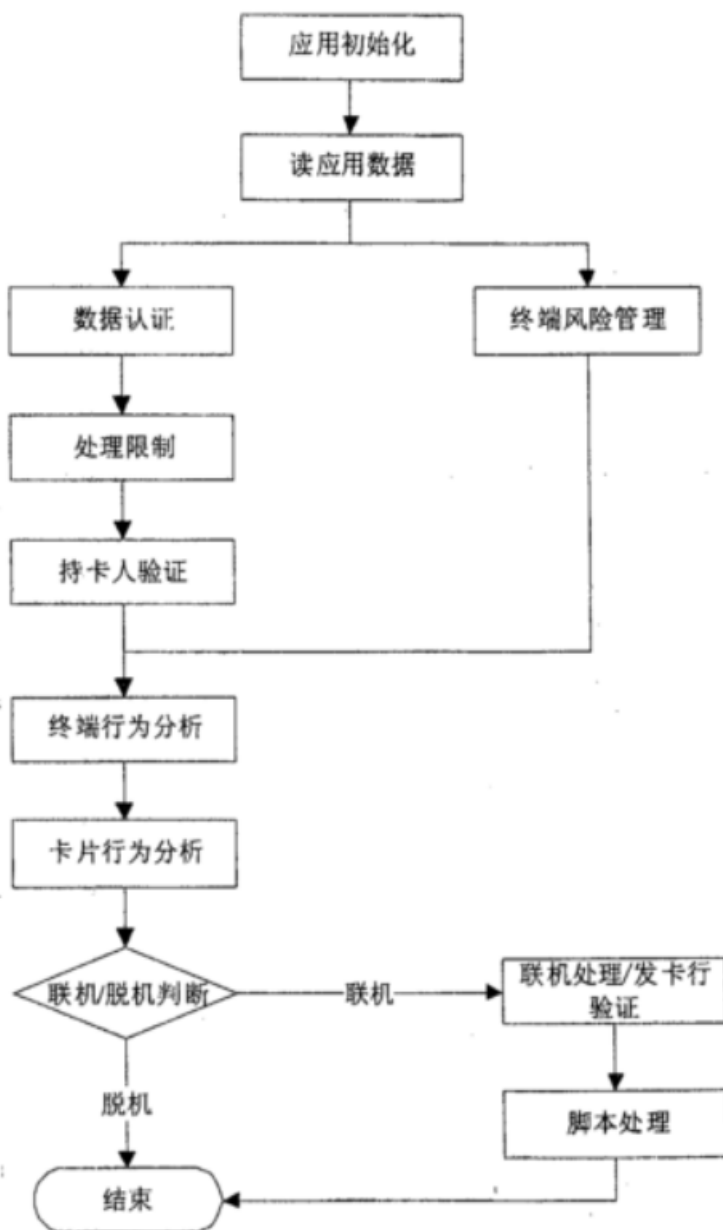 应用初始化
读应用数据
数据认证
终端风险管理
处理限制
持卡人验证
终端行为分析
卡片行为分析
联机/脱机判断
联机
联机处理/发卡行
验证
脱机
脚本处理
结束